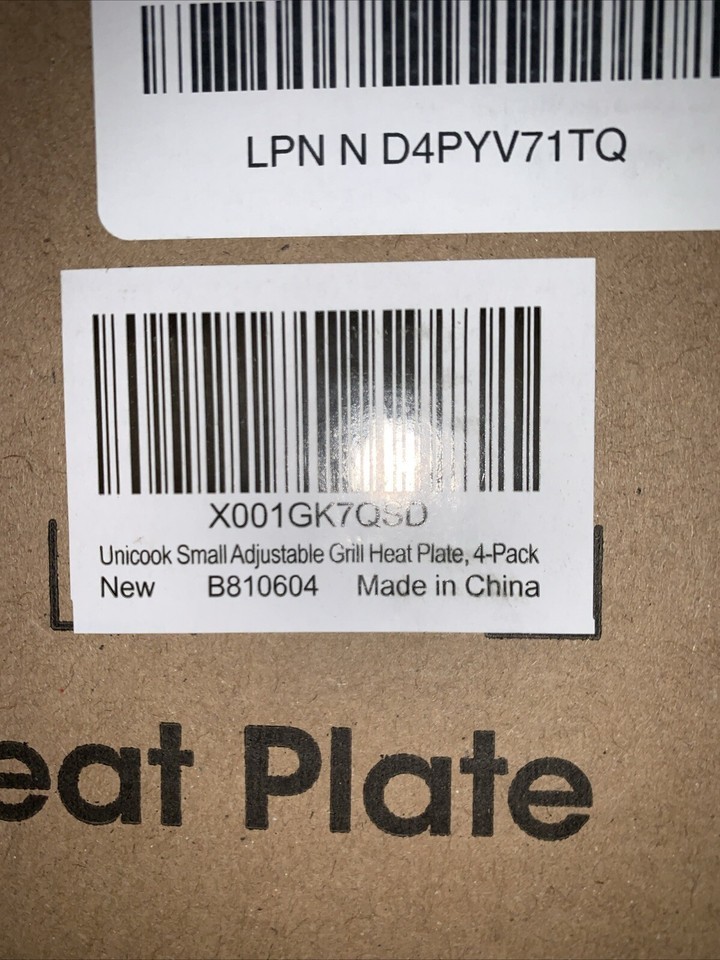 LPN N D4PYV71TQ
X001GK7QSD
Unicook Small Adjustable Grill Heat Plate, 4-Pack
New B810604 Made in China
eat Plate